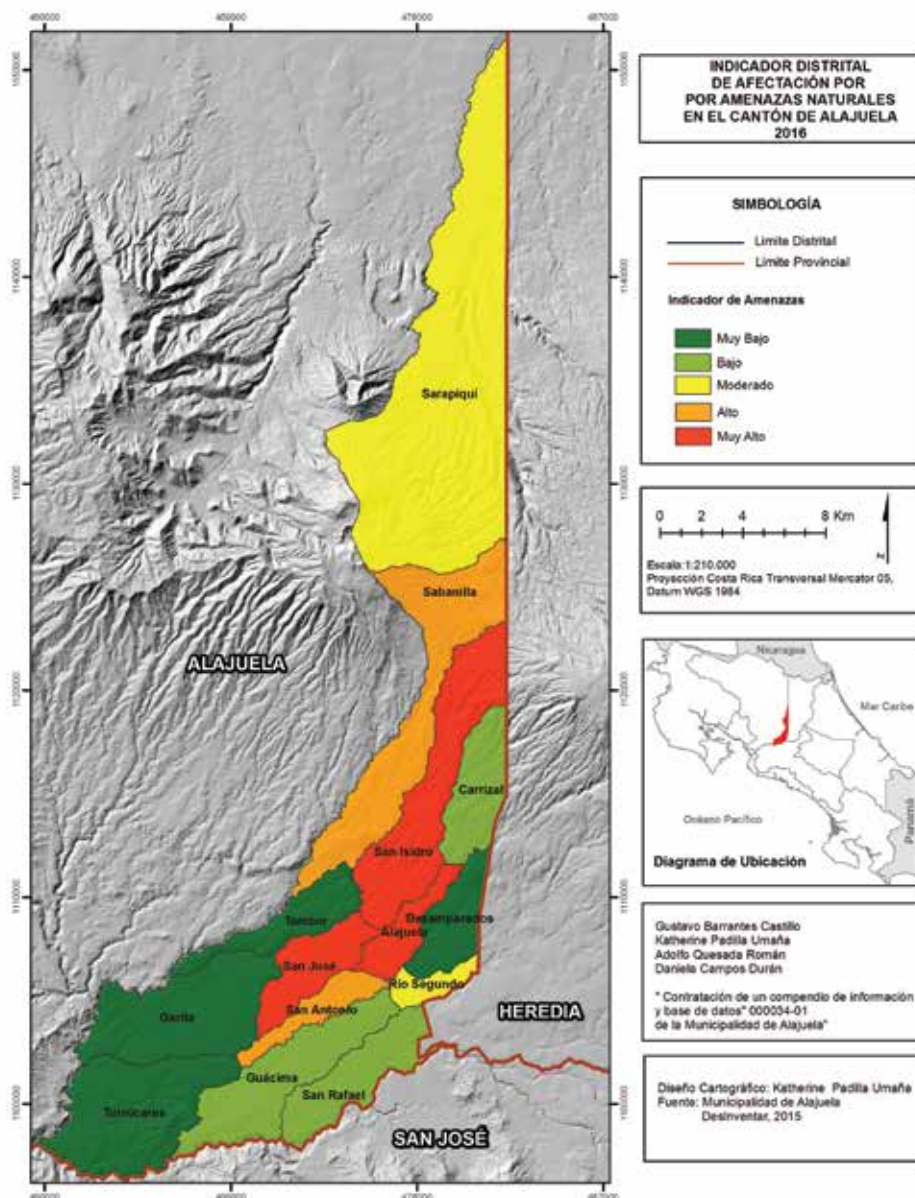 INDICADOR DISTRITAL
DE AFECTACIÓN POR
POR AMENAZAS NATURALES
EN EL CANTÓN DE ALAJUELA
2016
SIMBOLOGÍA
Limite Distrital
Limite Provincial
Indicador de Amenazas
Muy Bajo
Bajo
Moderado
Alto
Muy Alto
0 2 4 8 Km
Escala:1:210.000
Proyección Costa Rica Transversal Mercator 05,
Datum WGS 1984
z
Nicaragua
Mar Caribe
Océano Pacífico
Panamá
Diagrama de Ubicación
Gustavo Barrantes Castillo
Katherine Padilla Umaña
Adolfo Quesada Román
Daniela Campos Durán
" Contratación de un compendio de información
y base de datos" 000034-01
de la Municipalidad de Alajuela"
Diseño Cartográfico: Katherine Padilla Umaña
Fuente: Municipalidad de Alajuela
DesInventar, 2015
Sarapiquí
Sabanilla
ALAJUELA
Carrizal
San Isidro
Tambor
Desamparados
Alajuela
San José
Río Segundo
San Antonio
Garita
HEREDIA
Guácima
San Rafael
Turrúcares
SAN JOSÉ
1140000
1130000
1120000
1110000